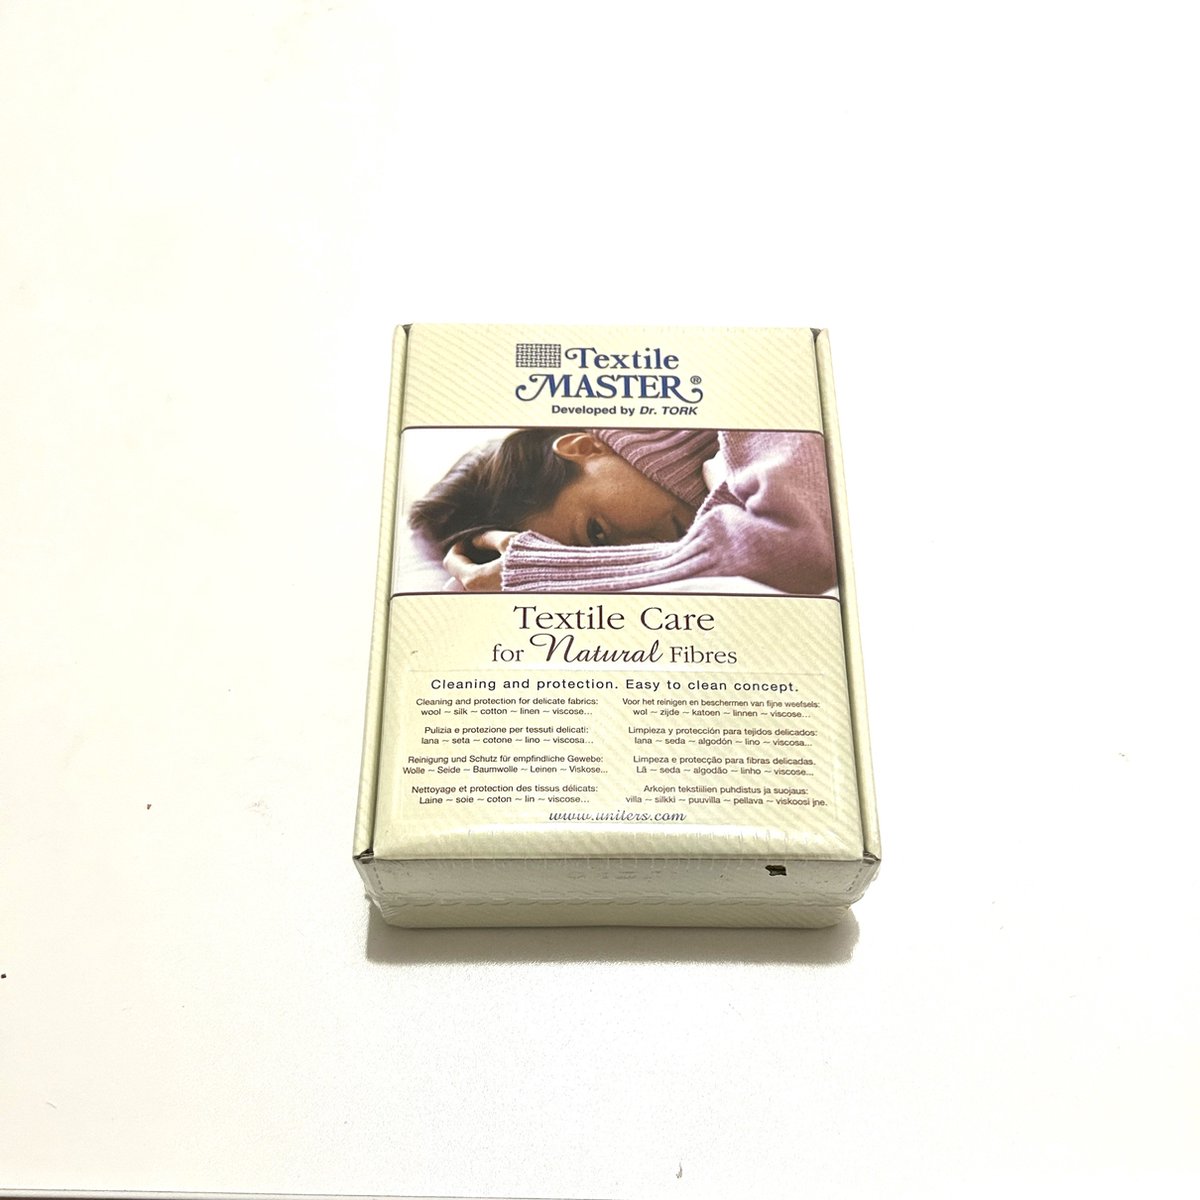 Textile
MASTER®
Developed by Dr. TORK
Textile Care
for Natural Fibres
Cleaning and protection. Easy to clean concept.
Cleaning and protection for delicate fabrics:
wool ~ silk ~ cotton ~ linen ~ viscose...
Pulizia e protezione per tessuti delicati:
lana ~ seta ~ cotone ~ lino ~ viscosa...
Reinigung und Schutz für empfindliche Gewebe:
Wolle ~ Seide ~ Baumwolle ~ Leinen ~ Viskose...
Nettoyage et protection des tissus délicats:
Laine ~ soie ~ coton ~ lin ~ viscose...
Voor het reinigen en beschermen van fijne weefsels:
wol ~ zijde ~ katoen ~ linnen ~ viscose...
Limpieza y protección para tejidos delicados:
lana ~ seda ~ algodón ~ lino ~ viscosa...
Limpeza e protecção para fibras delicadas.
Lã ~ seda ~ algodão ~ linho ~ viscose...
Arkojen tekstiilien puhdistus ja suojaus:
villa ~ silkki ~ puuvilla ~ pellava ~ viskoosi jne.
www.uniters.com